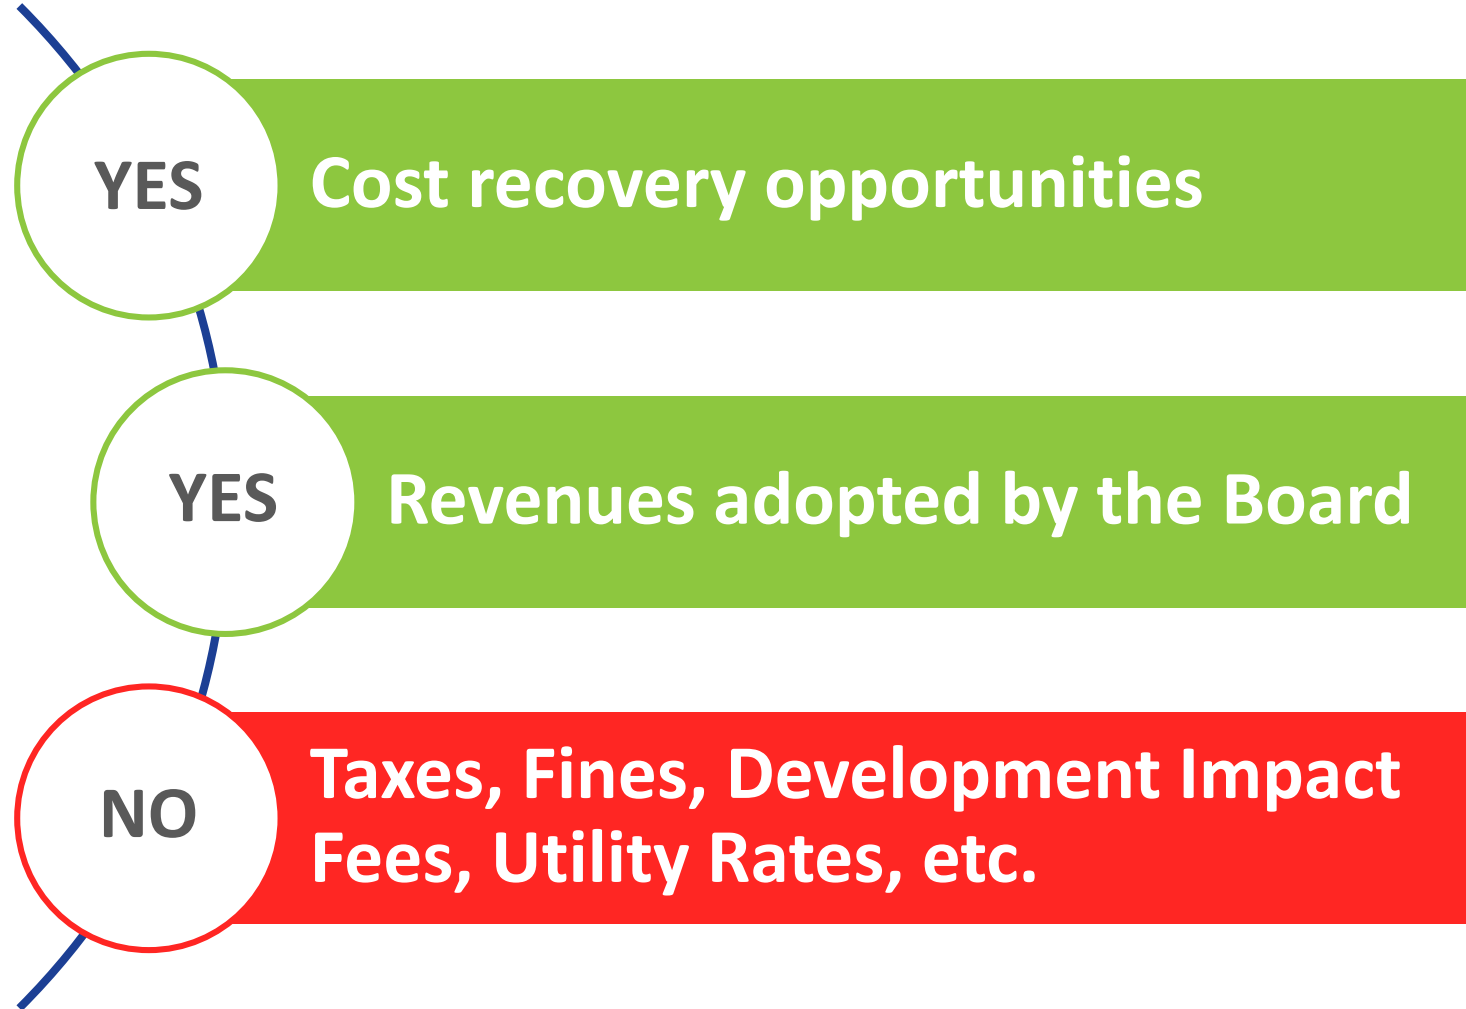 YES
Cost recovery opportunities
YES
Revenues adopted by the Board
NO
Taxes, Fines, Development Impact
Fees, Utility Rates, etc.